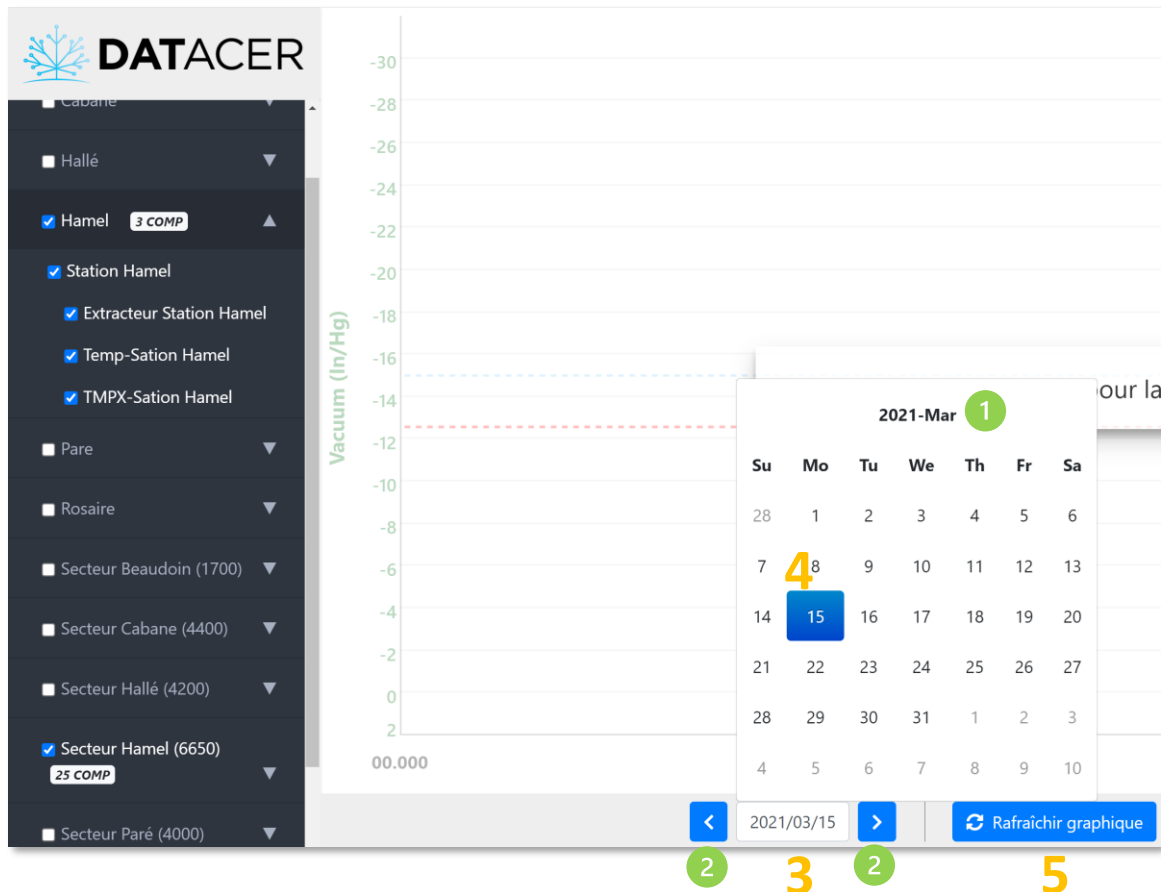 DATACER
Cabane
Hallé
Hamel 3 COMP
Station Hamel
Extracteur Station Hamel
Temp-Sation Hamel
TMPX-Sation Hamel
Pare
Rosaire
Secteur Beaudoin (1700)
Secteur Cabane (4400)
Secteur Hallé (4200)
Secteur Hamel (6650)
25 COMP
Secteur Paré (4000)
Vacuum (In/Hg)
-30
-28
-26
-24
-22
-20
-18
-16
-14
-12
-10
-8
-6
-4
-2
0
2
00.000
pour la
2021-Mar 1
Su Mo Tu We Th Fr Sa
28 1 2 3 4 5 6
7 8 9 10 11 12 13
4
14 15 16 17 18 19 20
21 22 23 24 25 26 27
28 29 30 31 1 2 3
4 5 6 7 8 9 10
< 2021/03/15 > Rafraîchir graphique
2 3 2 5